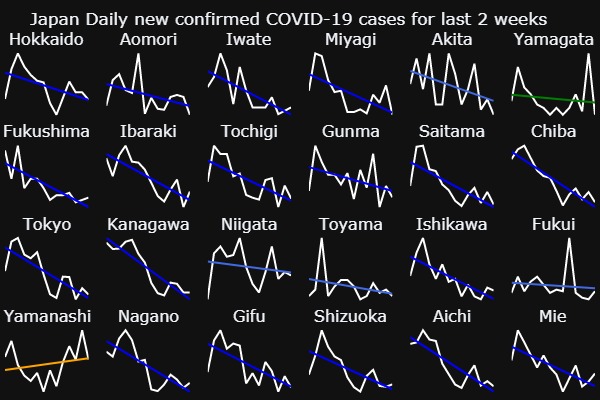 Japan Daily new confirmed COVID-19 cases for last 2 weeks
Hokkaido Aomori Iwate Miyagi Akita Yamagata
Fukushima Ibaraki Tochigi Gunma Saitama Chiba
Tokyo Kanagawa Niigata Toyama Ishikawa Fukui
Yamanashi Nagano Gifu Shizuoka Aichi Mie